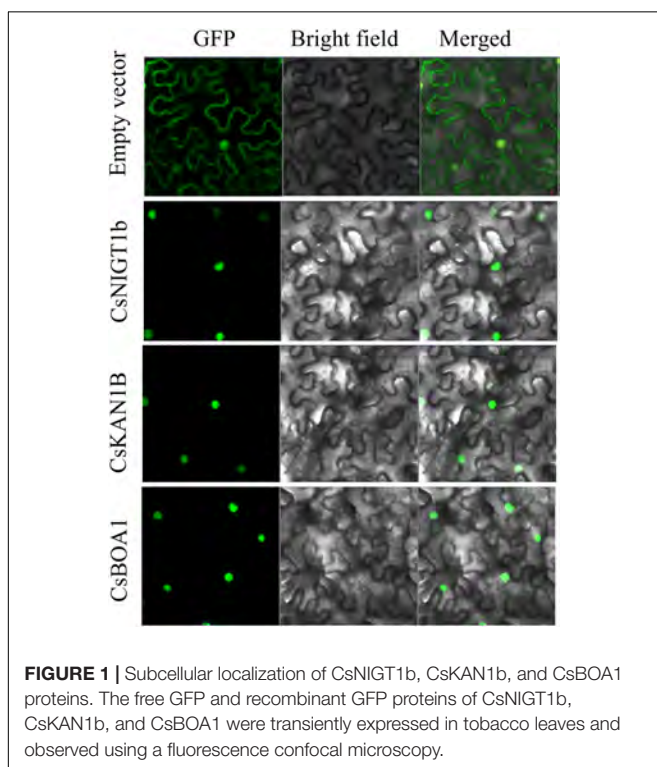 GFP Bright field Merged
Empty vector
CsNIGT1b
CsKAN1B
CsBOA1
FIGURE 1 | Subcellular localization of CsNIGT1b, CsKAN1b, and CsBOA1
proteins. The free GFP and recombinant GFP proteins of CsNIGT1b,
CsKAN1b, and CsBOA1 were transiently expressed in tobacco leaves and
observed using a fluorescence confocal microscopy.